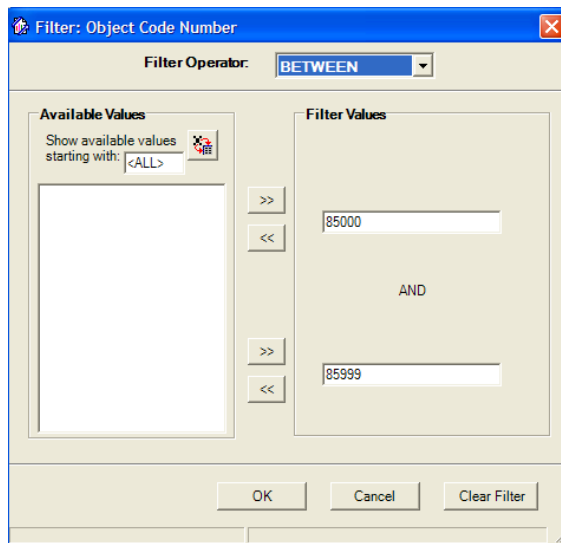 Filter: Object Code Number
Filter Operator:
BETWEEN
Available Values
Show available values
starting with:
<ALL>
>>
<<
>>
<<
Filter Values
85000
AND
85999
OK
Cancel
Clear Filter